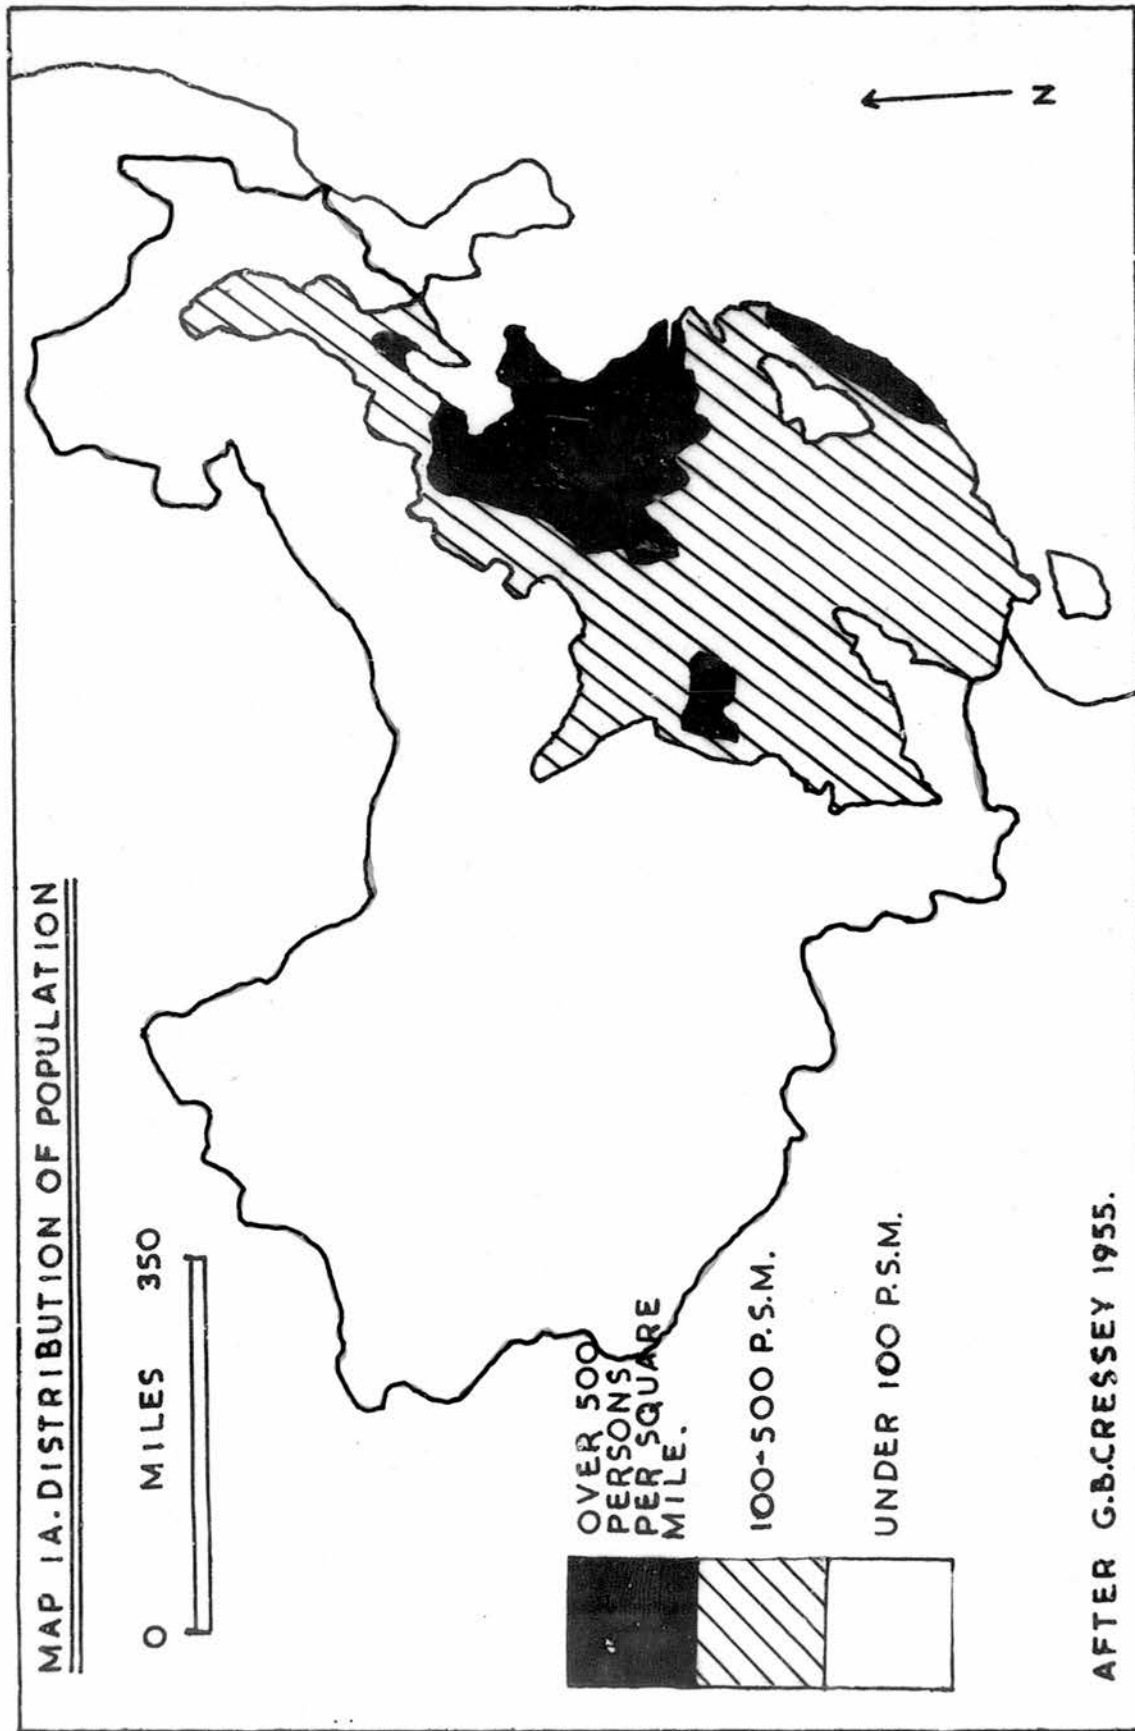 MAP 1A. DISTRIBUTION OF POPULATION
0 MILES 350
OVER 500
PERSONS
PER SQUARE
MILE.
100-500 P.S.M.
UNDER 100 P.S.M.
AFTER G.B.CRESSEY 1955.
N